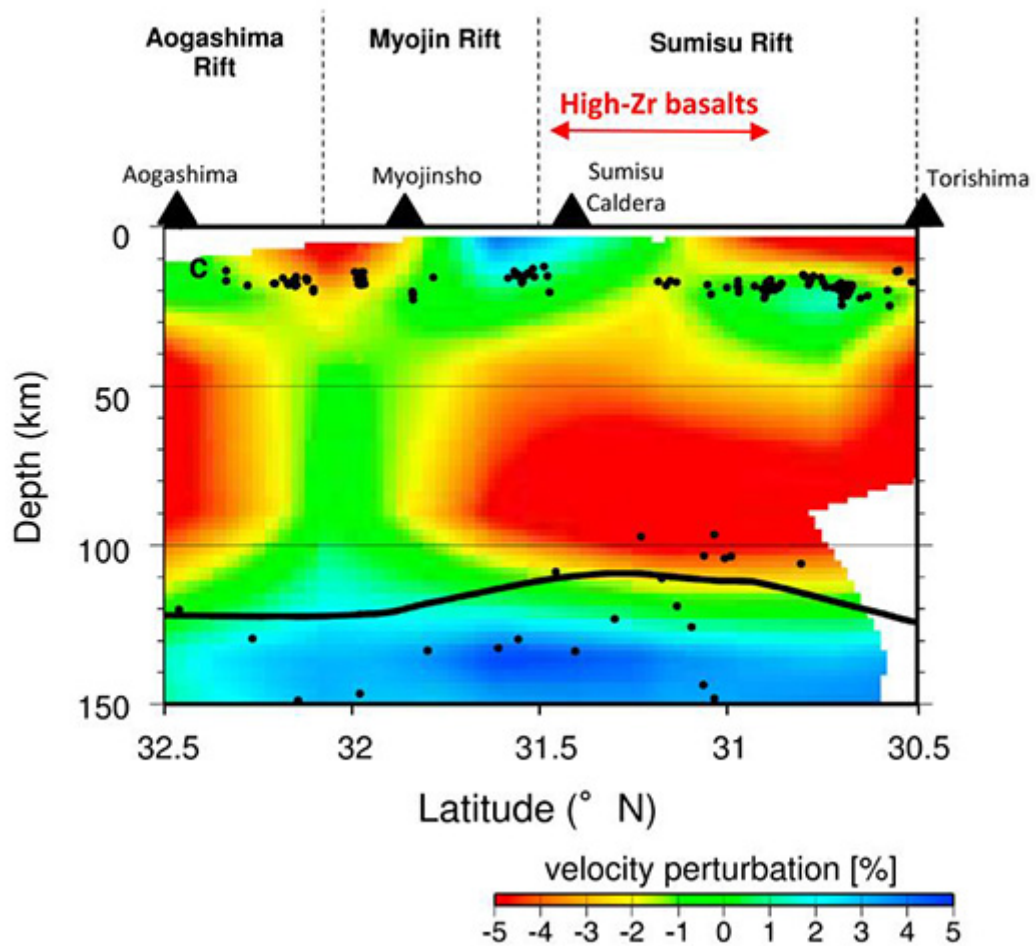 Aogashima
Rift
Myojin Rift
Sumisu Rift
High-Zr basalts
Aogashima
Myojinsho
Sumisu
Caldera
Torishima
C
0
50
100
150
Depth (km)
32.5
32
31.5
31
30.5
Latitude (° N)
velocity perturbation [%]
-5 -4 -3 -2 -1 0 1 2 3 4 5